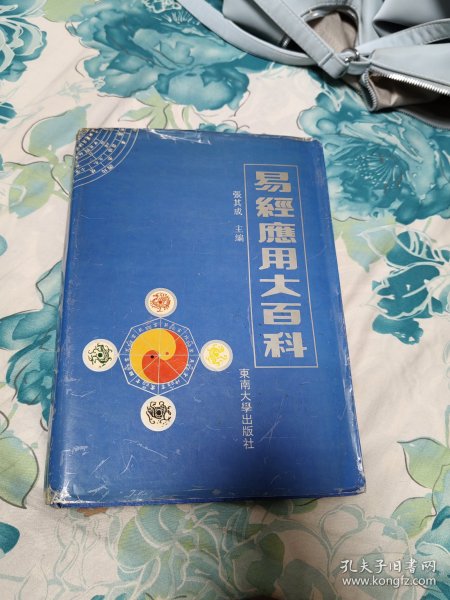 易經應用大百科
張其成 主編
東南大學出版社
孔夫子旧书网
www.kongfz.com